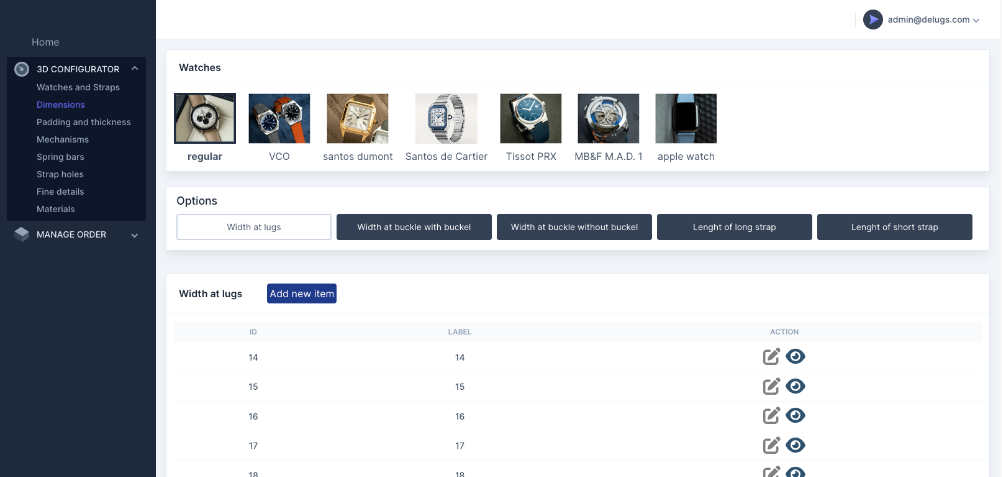 admin@delugs.com
Home
3D CONFIGURATOR
Watches and Straps
Dimensions
Padding and thickness
Mechanisms
Spring bars
Strap holes
Fine details
Materials
MANAGE ORDER
Watches
regular VCO santos dumont Santos de Cartier Tissot PRX MB&F M.A.D. 1 apple watch
Options
Width at lugs Width at buckle with buckel Width at buckle without buckel Lenght of long strap Lenght of short strap
Width at lugs Add new item
ID LABEL ACTION
14 14
15 15
16 16
17 17
18 18